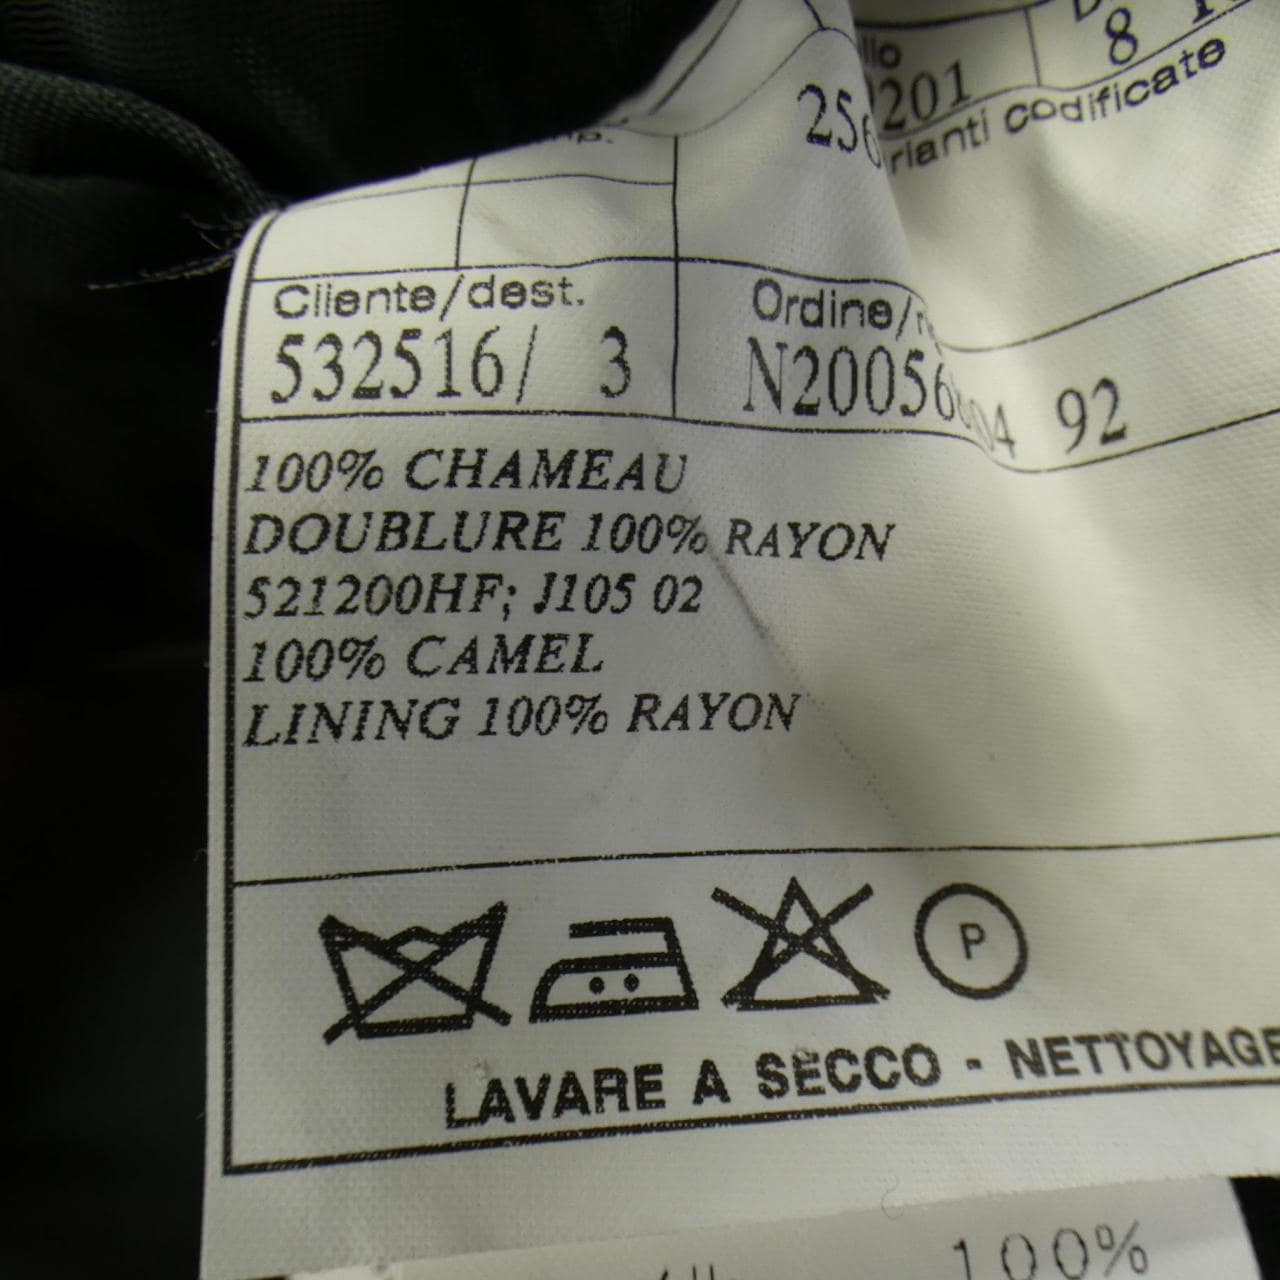 201
8
256
rianti codificate
Cliente/dest.
532516/ 3
Ordine/
N20056 04 92
100% CHAMEAU
DOUBLURE 100% RAYON
521200HF; J105 02
100% CAMEL
LINING 100% RAYON
P
LAVARE A SECCO - NETTOYAGE
100%